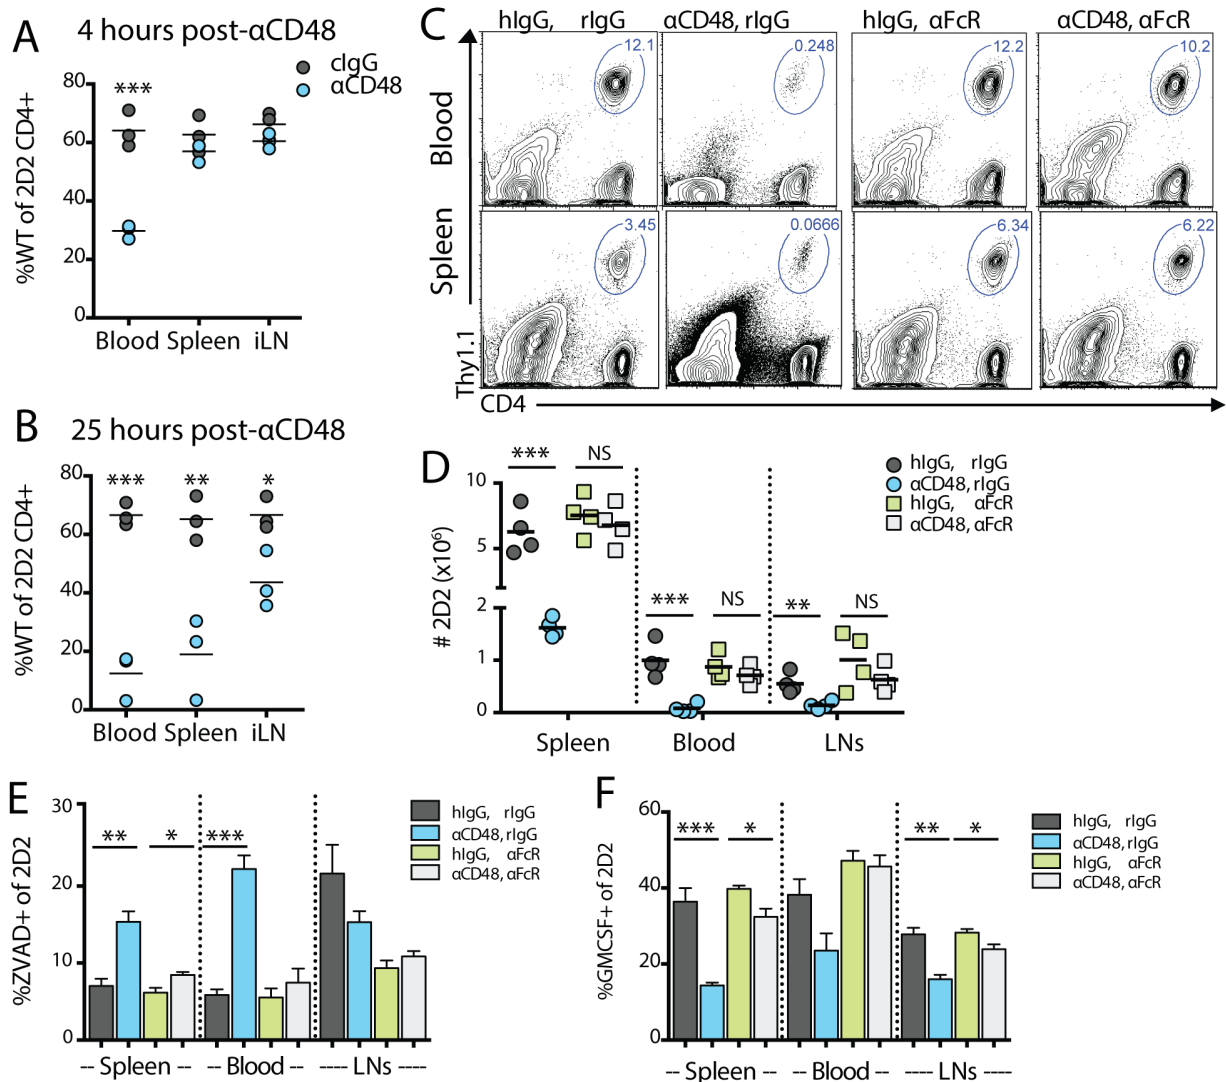 A
4 hours post-αCD48
cIgG
αCD48
%WT of 2D2 CD4+
80
60
40
20
0
***
Blood Spleen iLN
B
25 hours post-αCD48
%WT of 2D2 CD4+
80
60
40
20
0
*** ** *
Blood Spleen iLN
C
hIgG, rIgG αCD48, rIgG hIgG, αFcR αCD48, αFcR
Blood
12.1 0.248 12.2 10.2
Spleen
3.45 0.0666 6.34 6.22
Thy1.1
CD4
D
hIgG, rIgG
αCD48, rIgG
hIgG, αFcR
αCD48, αFcR
# 2D2 (x10⁶)
10
5
2
1
0
*** NS
*** NS
** NS
Spleen Blood LNs
E
hIgG, rIgG
αCD48, rIgG
hIgG, αFcR
αCD48, αFcR
%ZVAD+ of 2D2
30
20
10
0
** * ***
-- Spleen -- -- Blood -- ---- LNs ----
F
hIgG, rIgG
αCD48, rIgG
hIgG, αFcR
αCD48, αFcR
%GMCSF+ of 2D2
60
40
20
0
*** * ** *
-- Spleen -- -- Blood -- ---- LNs ----